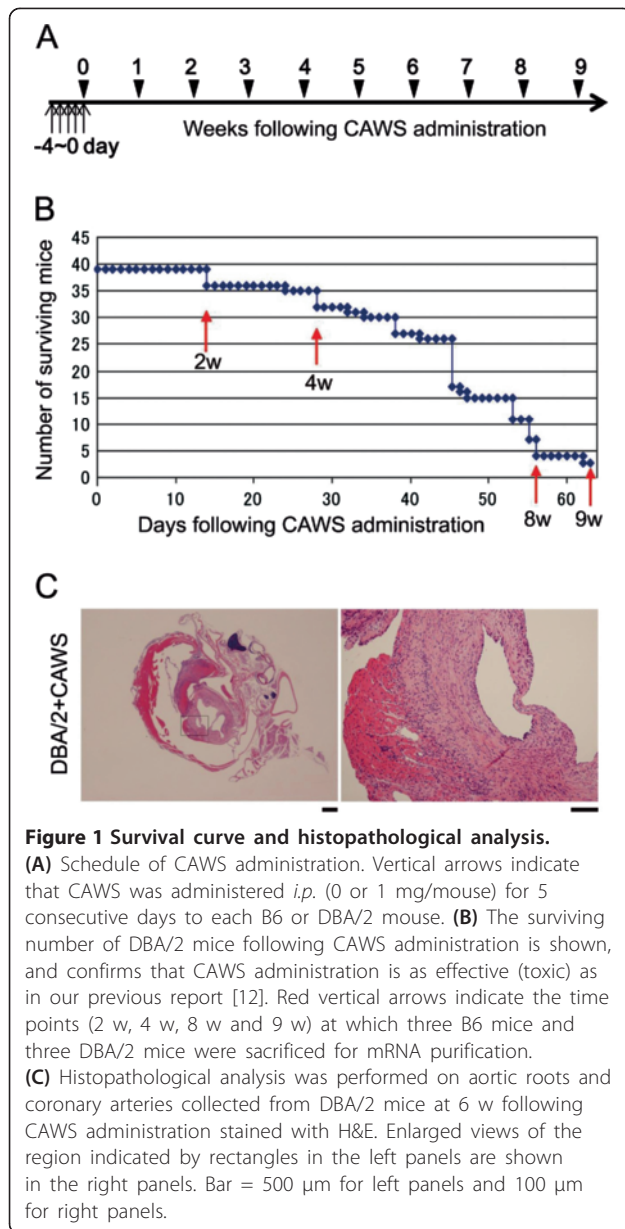 A
0 1 2 3 4 5 6 7 8 9
Weeks following CAWS administration
-4~0 day
B
Number of surviving mice
45
40
35
30
25
20
15
10
5
0
2w
4w
0 10 20 30 40 50 60
Days following CAWS administration
8w 9w
C
DBA/2+CAWS
Figure 1 Survival curve and histopathological analysis.
(A) Schedule of CAWS administration. Vertical arrows indicate
that CAWS was administered i.p. (0 or 1 mg/mouse) for 5
consecutive days to each B6 or DBA/2 mouse. (B) The surviving
number of DBA/2 mice following CAWS administration is shown,
and confirms that CAWS administration is as effective (toxic) as
in our previous report [12]. Red vertical arrows indicate the time
points (2 w, 4 w, 8 w and 9 w) at which three B6 mice and
three DBA/2 mice were sacrificed for mRNA purification.
(C) Histopathological analysis was performed on aortic roots and
coronary arteries collected from DBA/2 mice at 6 w following
CAWS administration stained with H&E. Enlarged views of the
region indicated by rectangles in the left panels are shown
in the right panels. Bar = 500 μm for left panels and 100 μm
for right panels.